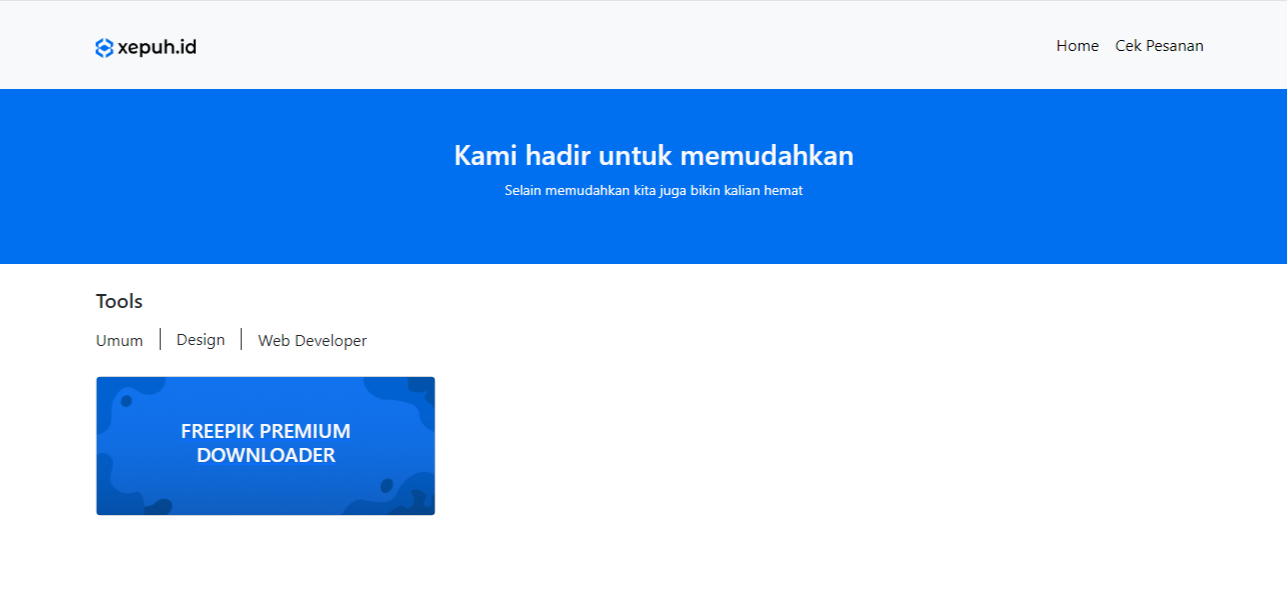 xepuh.id
Home Cek Pesanan
Kami hadir untuk memudahkan
Selain memudahkan kita juga bikin kalian hemat
Tools
Umum Design Web Developer
FREEPIK PREMIUM
DOWNLOADER